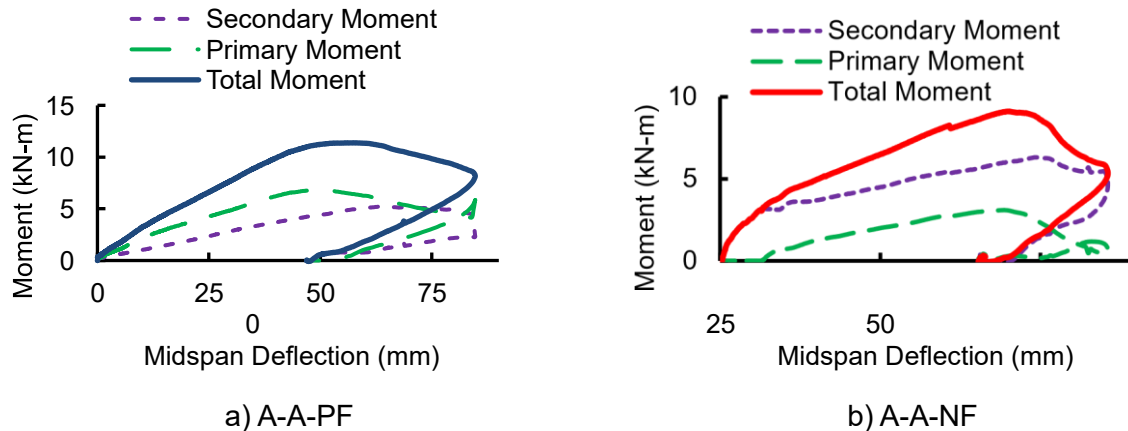 Secondary Moment
Primary Moment
Total Moment
15
10
5
0
Moment (kN-m)
0 25 50 75
0
Midspan Deflection (mm)
a) A-A-PF
Secondary Moment
Primary Moment
Total Moment
10
5
0
Moment (kN-m)
25 50
Midspan Deflection (mm)
b) A-A-NF